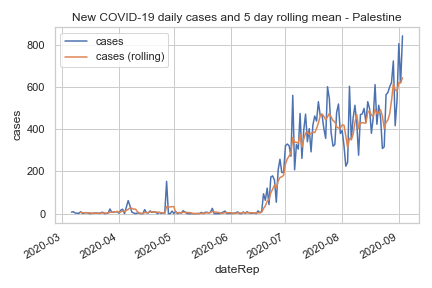 New COVID-19 daily cases and 5 day rolling mean - Palestine
cases
cases (rolling)
800
600
400
200
0
cases
2020-03
2020-04
2020-05
2020-06
2020-07
2020-08
2020-09
dateRep